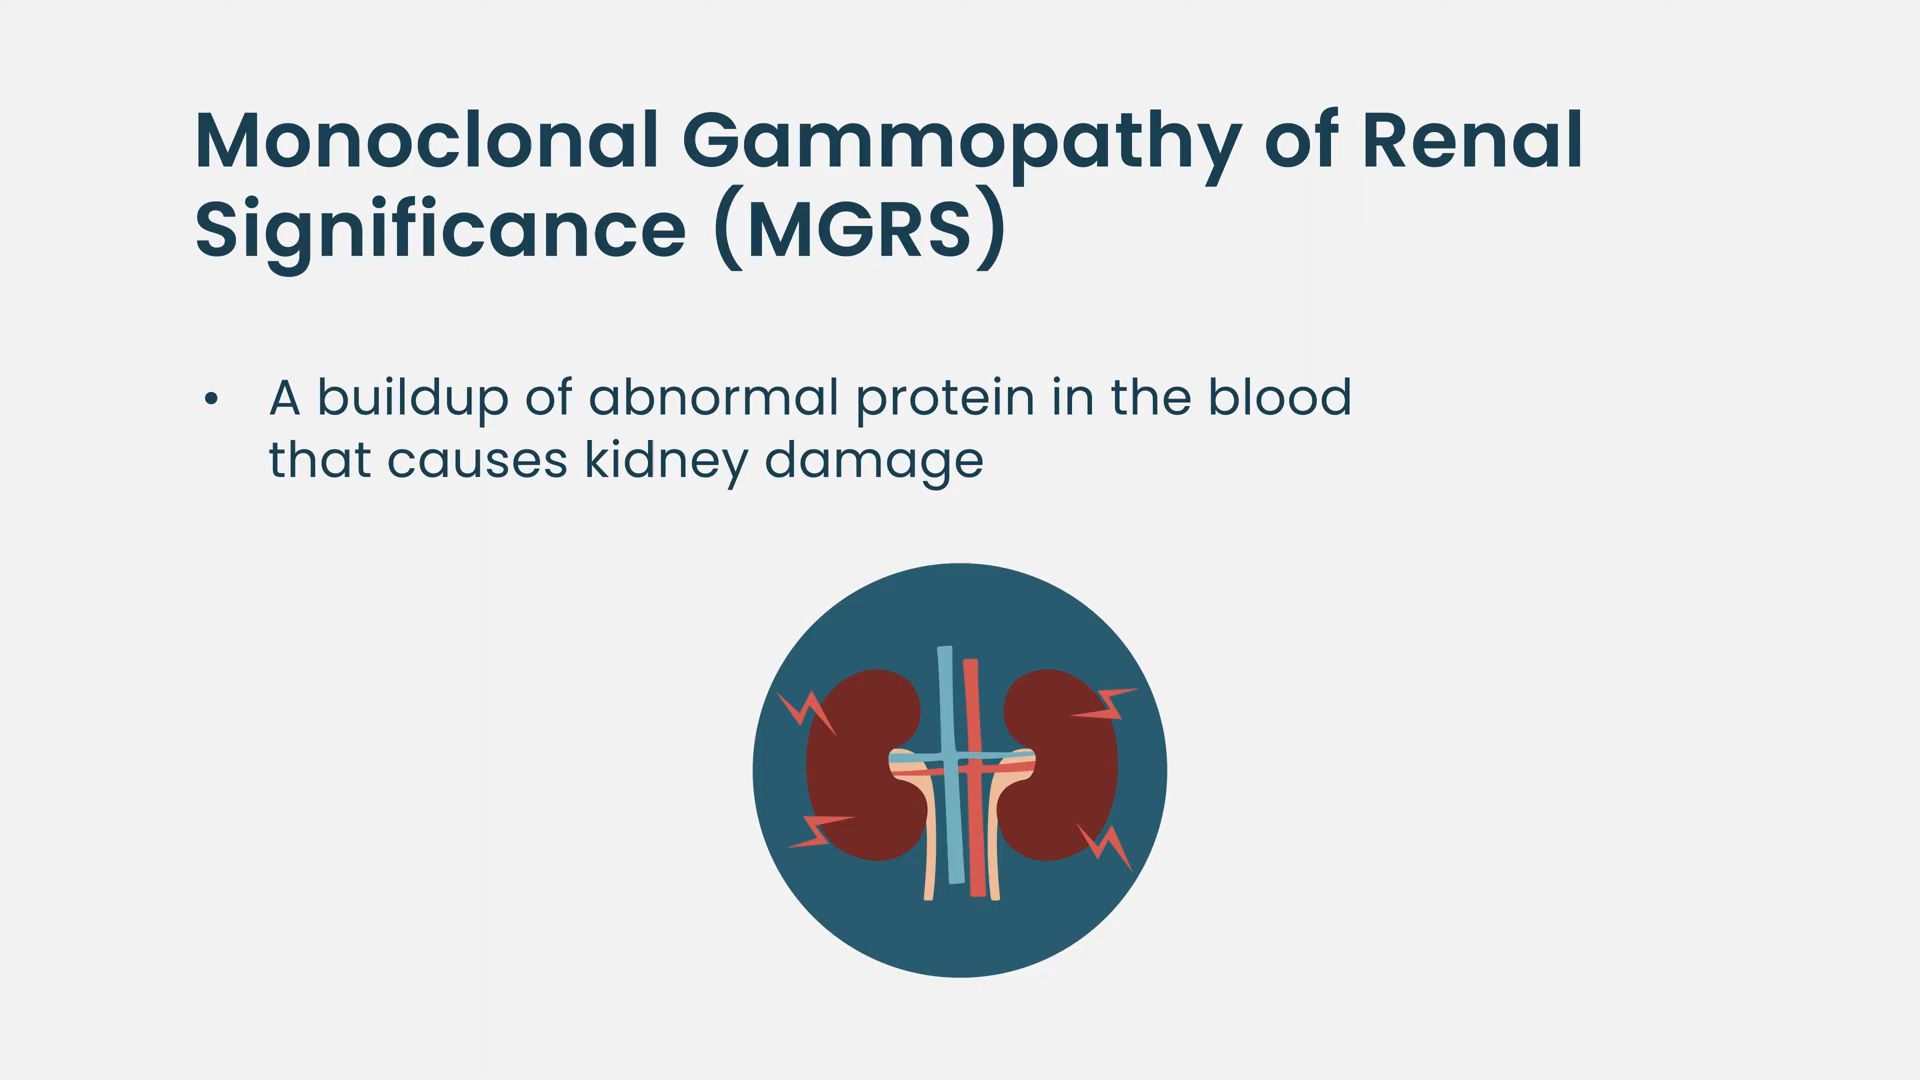 Monoclonal Gammopathy of Renal
Significance (MGRS)
• A buildup of abnormal protein in the blood
that causes kidney damage